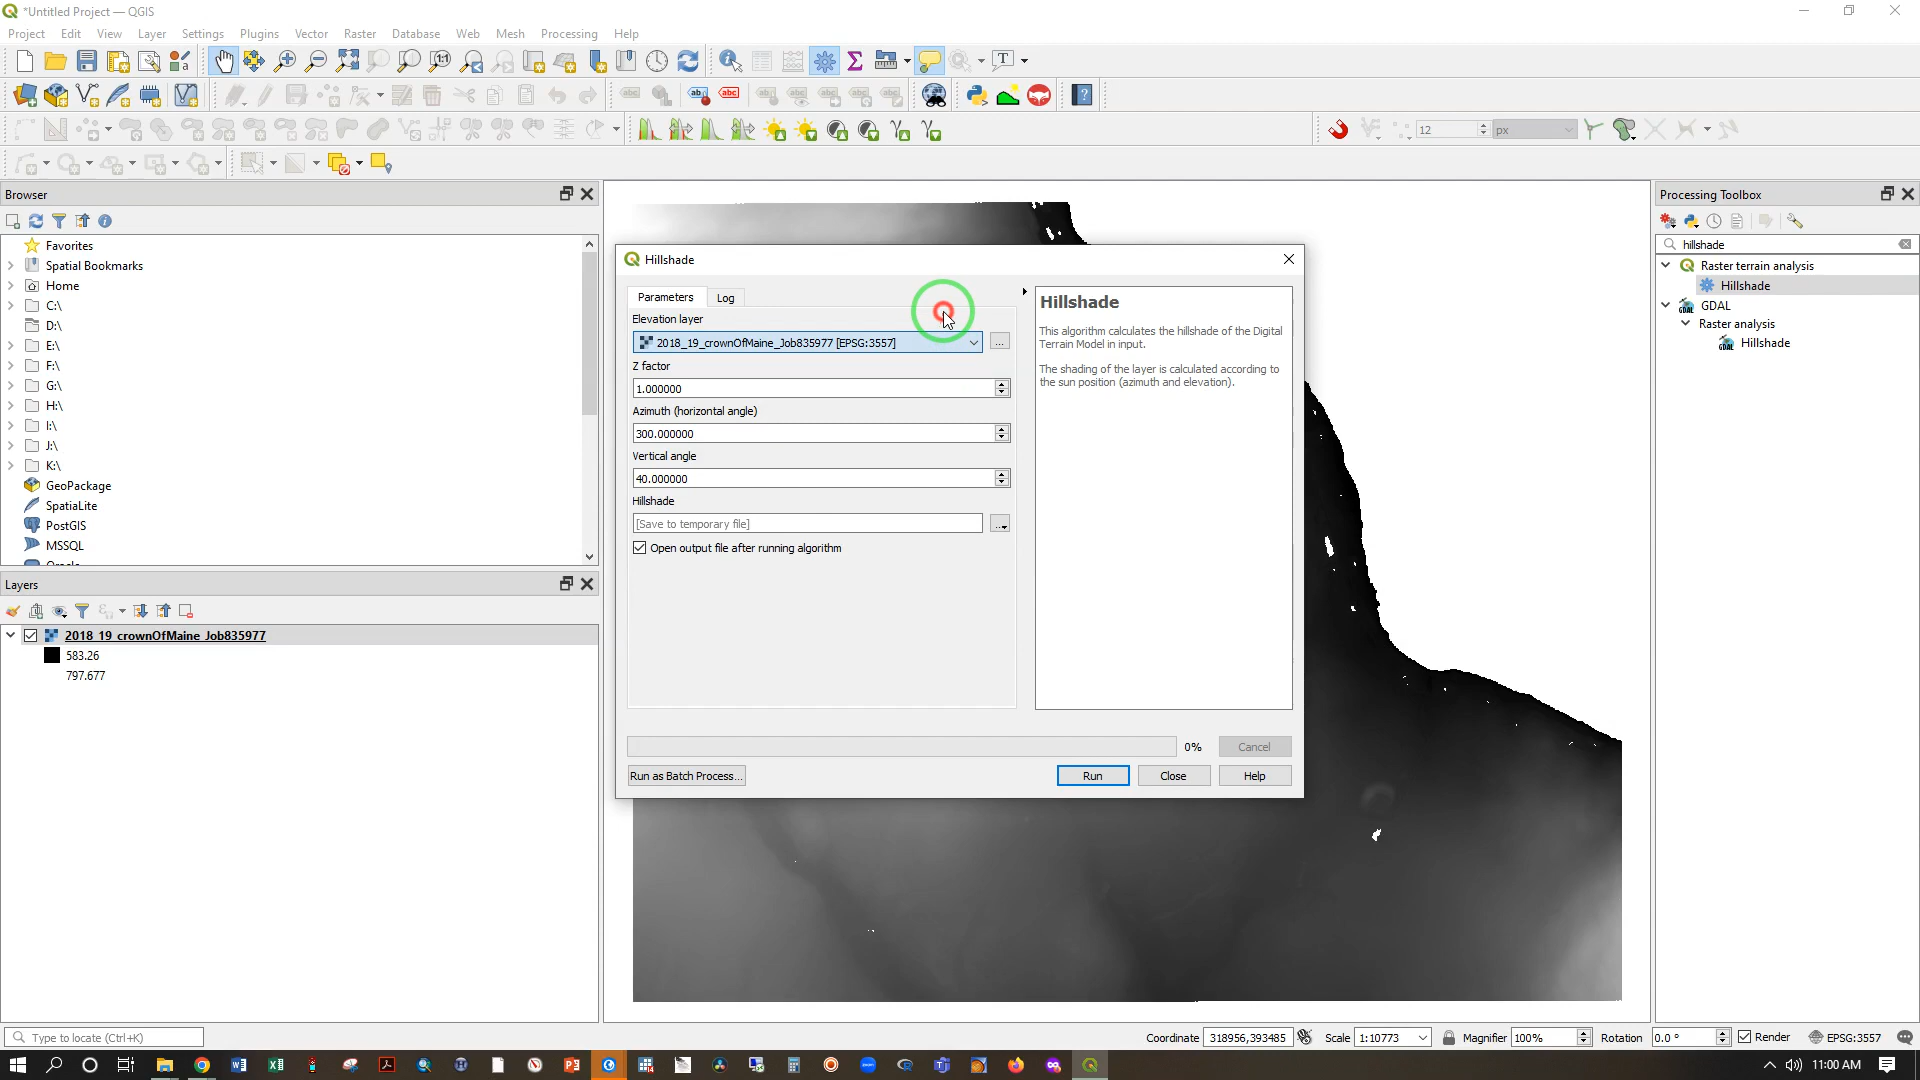 *Untitled Project — QGIS
Project Edit View Layer Settings Plugins Vector Raster Database Web Mesh Processing Help
12 px
Browser
Favorites
Spatial Bookmarks
Home
C:\
D:\
E:\
F:\
G:\
H:\
I:\
J:\
K:\
GeoPackage
SpatiaLite
PostGIS
MSSQL
Layers
2018_19_crownOfMaine_Job835977
583.26
797.677
Type to locate (Ctrl+K)
Hillshade
Parameters Log
Elevation layer
2018_19_crownOfMaine_Job835977 [EPSG:3557]
Z factor
1.000000
Azimuth (horizontal angle)
300.000000
Vertical angle
40.000000
Hillshade
[Save to temporary file]
Open output file after running algorithm
Hillshade
This algorithm calculates the hillshade of the Digital
Terrain Model in input.
The shading of the layer is calculated according to
the sun position (azimuth and elevation).
0% Cancel
Run as Batch Process... Run Close Help
Processing Toolbox
hillshade
Raster terrain analysis
Hillshade
GDAL
Raster analysis
Hillshade
Coordinate 318956,393485 Scale 1:10773 Magnifier 100% Rotation 0.0 ° Render EPSG:3557
11:00 AM